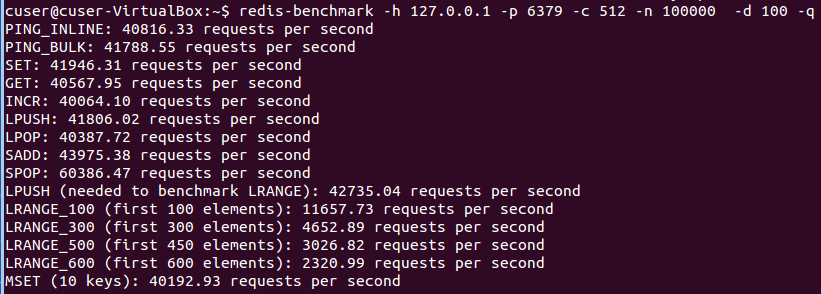 cuser@cuser-VirtualBox:~$ redis-benchmark -h 127.0.0.1 -p 6379 -c 512 -n 100000  -d 100 -q
PING_INLINE: 40816.33 requests per second
PING_BULK: 41788.55 requests per second
SET: 41946.31 requests per second
GET: 40567.95 requests per second
INCR: 40064.10 requests per second
LPUSH: 41806.02 requests per second
LPOP: 40387.72 requests per second
SADD: 43975.38 requests per second
SPOP: 60386.47 requests per second
LPUSH (needed to benchmark LRANGE): 42735.04 requests per second
LRANGE_100 (first 100 elements): 11657.73 requests per second
LRANGE_300 (first 300 elements): 4652.89 requests per second
LRANGE_500 (first 450 elements): 3026.82 requests per second
LRANGE_600 (first 600 elements): 2320.99 requests per second
MSET (10 keys): 40192.93 requests per second